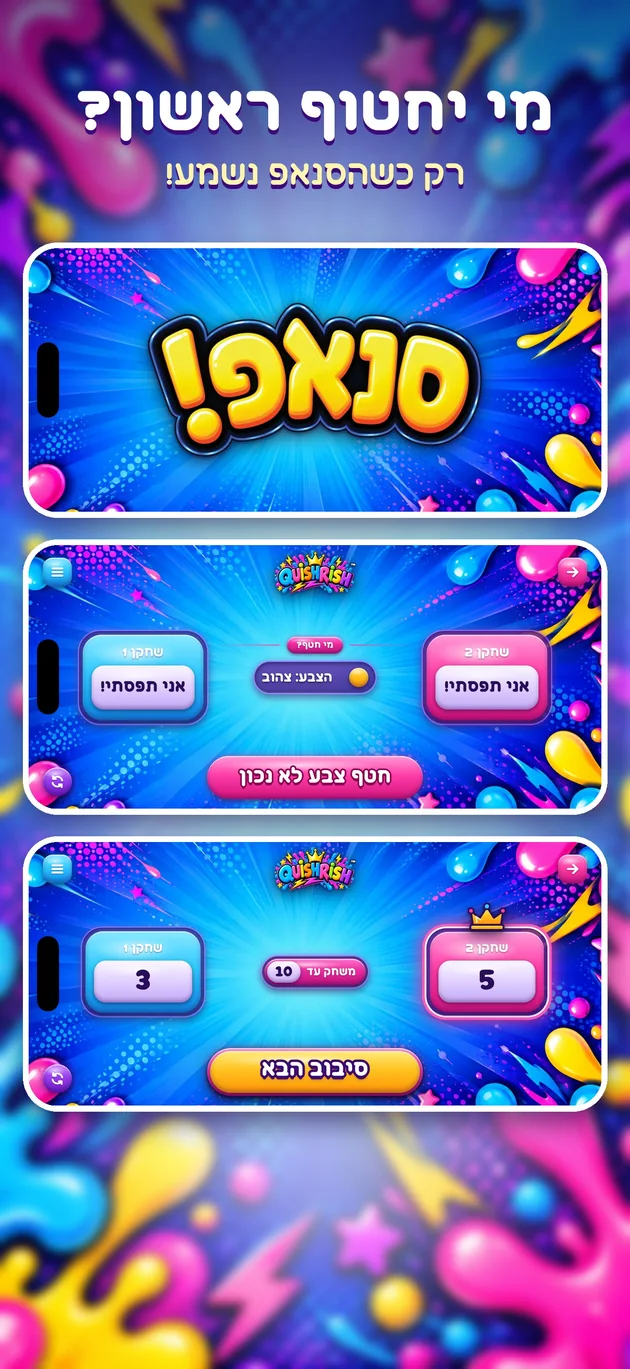 מי יחטוף ראשון?
רק כשהסנאפ נשמע!
סנאפ!
QUISHRISH
שחקן 1
אני תפסתי!
מי חטף?
הצבע: צהוב
שחקן 2
אני תפסתי!
חטף צבע לא נכון
QUISHRISH
שחקן 1
3
משחק עד 10
שחקן 2
5
סיבוב הבא